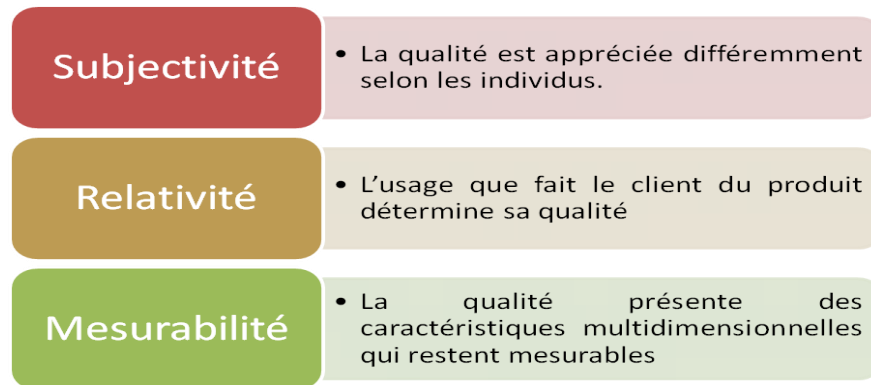 Subjectivité
• La qualité est appréciée différemment
selon les individus.
Relativité
• L’usage que fait le client du produit
détermine sa qualité
Mesurabilité
• La qualité présente des
caractéristiques multidimensionnelles
qui restent mesurables